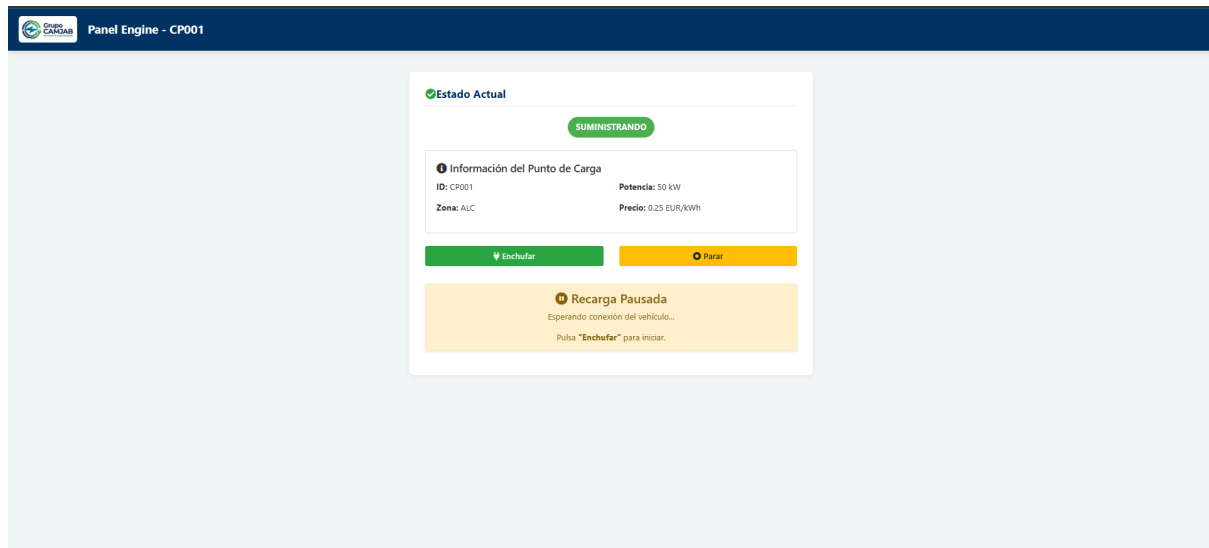 Grupo
CAMJAB
Panel Engine - CP001
Estado Actual
SUMINISTRANDO
Información del Punto de Carga
ID: CP001
Potencia: 50 kW
Zona: ALC
Precio: 0.25 EUR/kWh
Enchufar
Parar
Recarga Pausada
Esperando conexión del vehículo...
Pulsa "Enchufar" para iniciar.